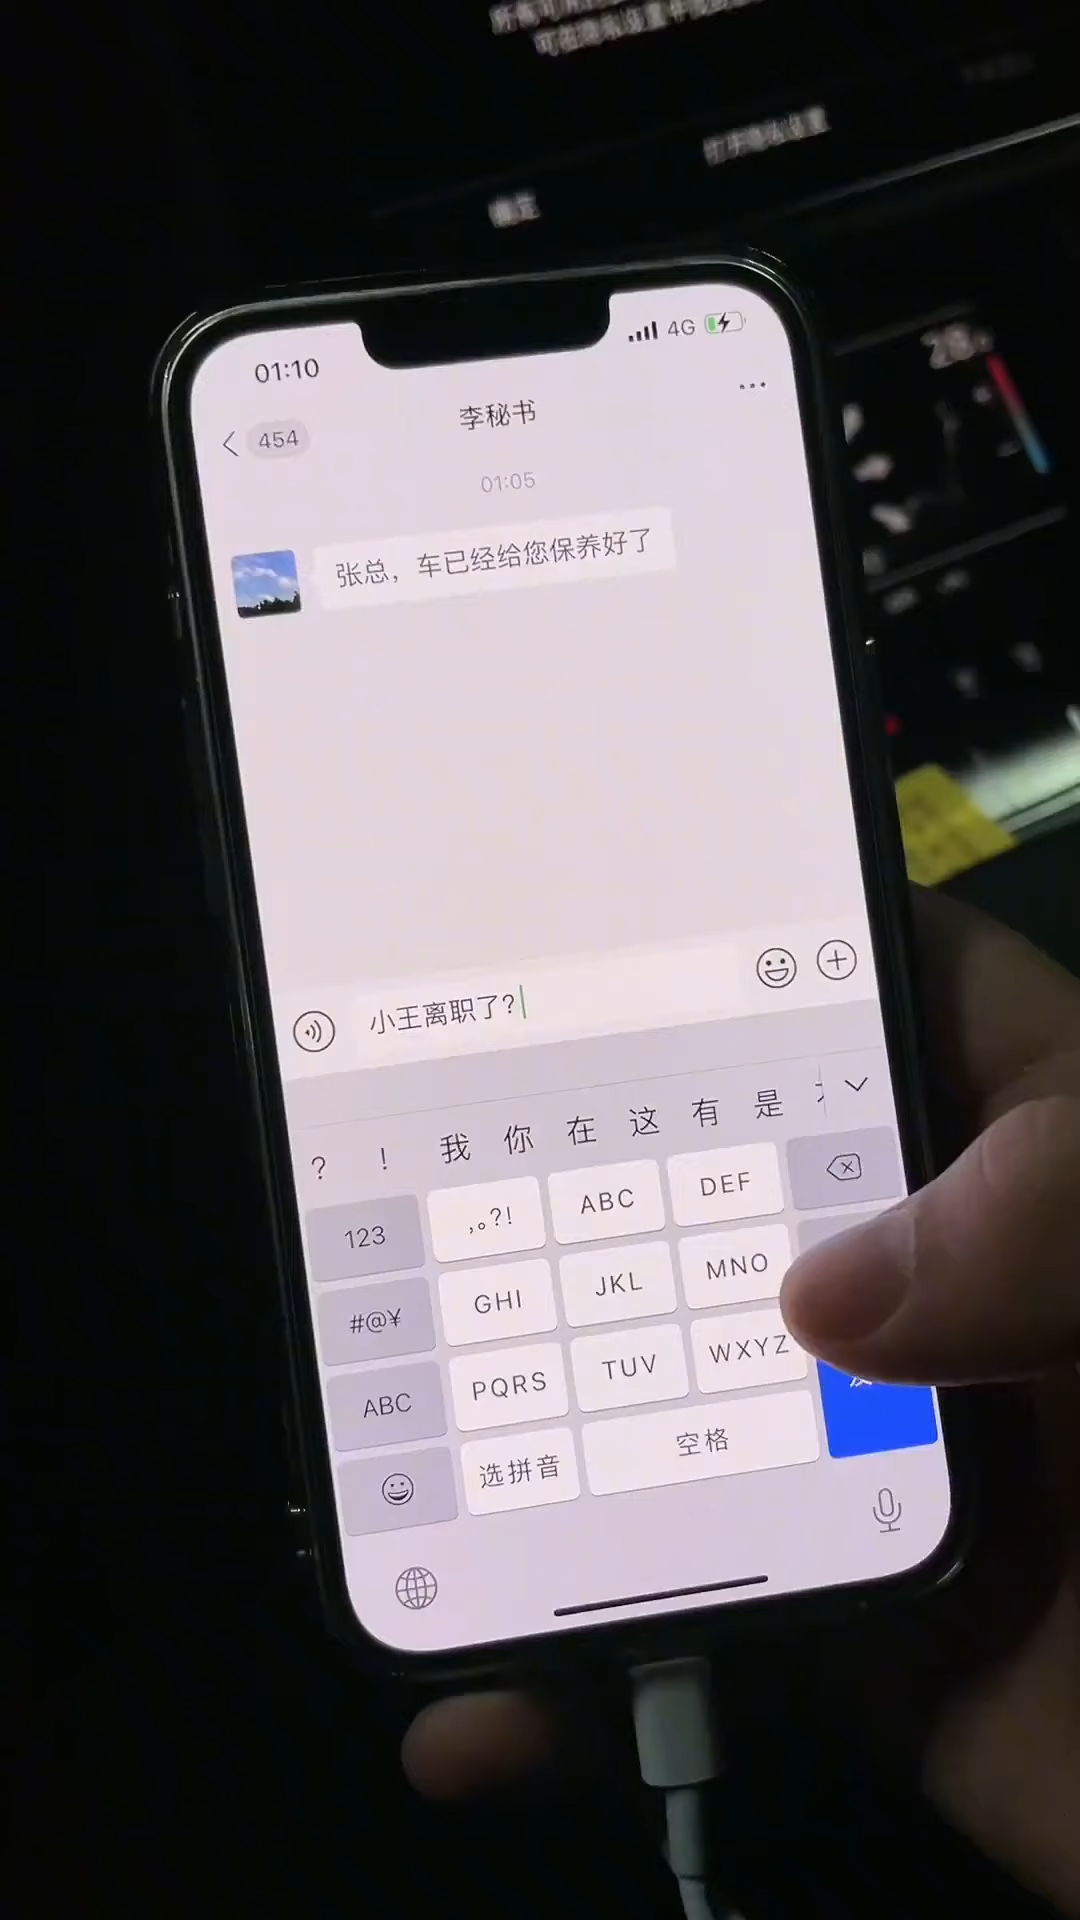 01:10
4G
454
李秘书
01:05
张总，车已经给您保养好了
小王离职了?
? ! 我 你 在 这 有 是
123 ,。?! ABC DEF
#@¥ GHI JKL MNO
ABC PQRS TUV WXYZ
选拼音 空格